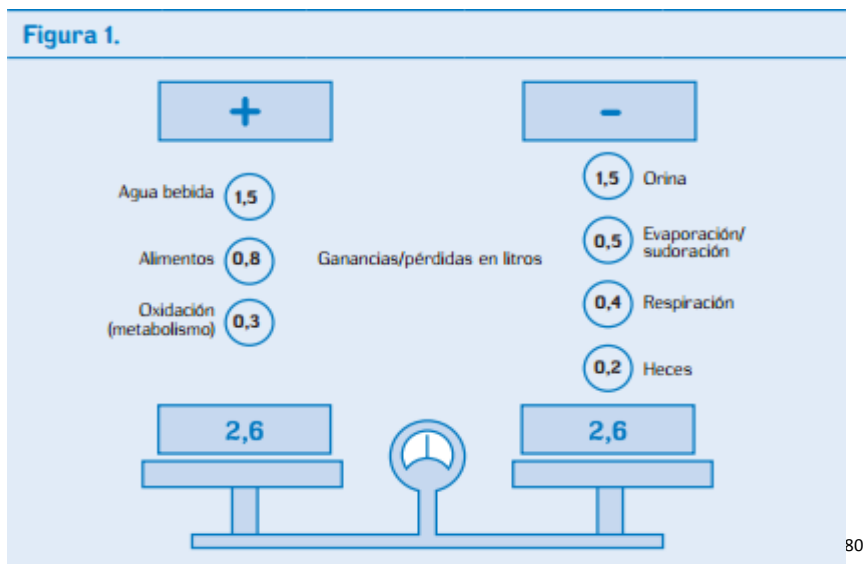 Figura 1.
+
-
Agua bebida 1,5
Alimentos 0,8
Oxidación
(metabolismo) 0,3
Ganancias/pérdidas en litros
1,5 Orina
0,5 Evaporación/
sudoración
0,4 Respiración
0,2 Heces
2,6
2,6
80